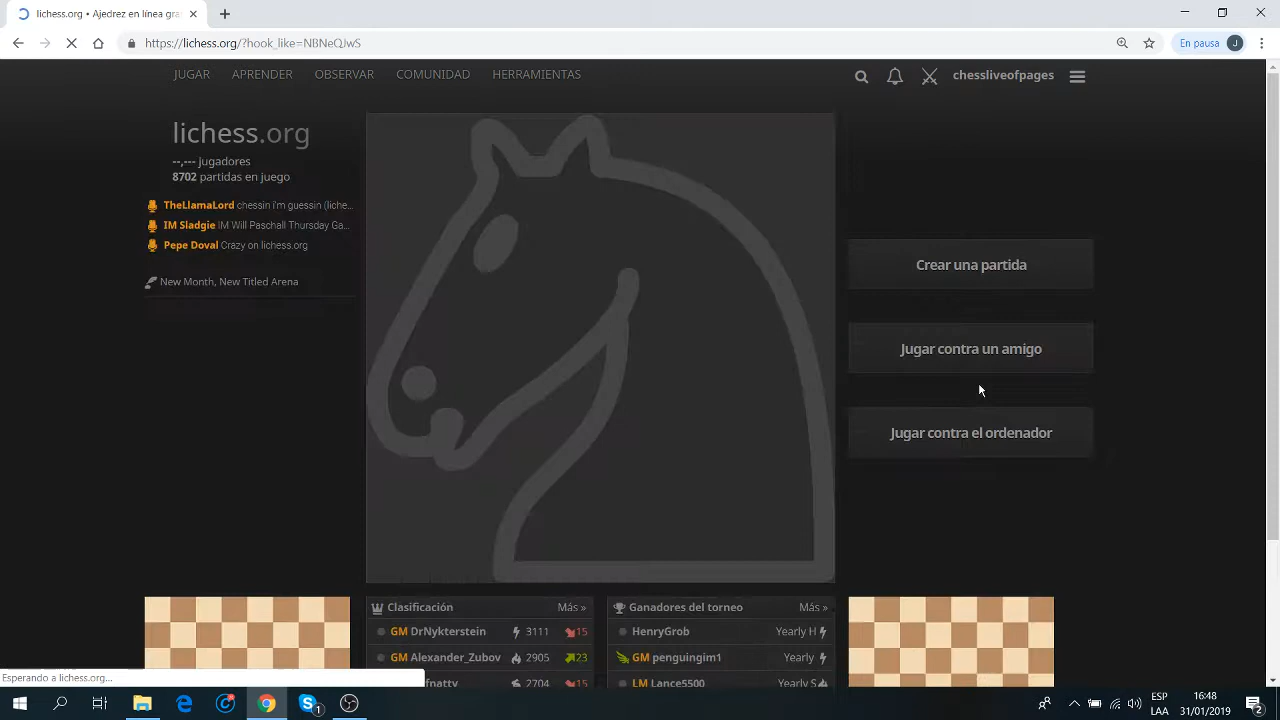 lichess.org • Ajedrez en línea gra
https://lichess.org/?hook_like=NBNeQJwS
En pausa
J
JUGAR
APRENDER
OBSERVAR
COMUNIDAD
HERRAMIENTAS
chessliveofpages
lichess.org
--,--- jugadores
8702 partidas en juego
TheLlamaLord chessin i'm guessin (liche...
IM Sladgie IM Will Paschall Thursday Ga...
Pepe Doval Crazy on lichess.org
New Month, New Titled Arena
Crear una partida
Jugar contra un amigo
Jugar contra el ordenador
Clasificación Más »
GM DrNykterstein 3111 15
GM Alexander_Zubov 2905 23
fnatty 2704 15
Ganadores del torneo Más »
HenryGrob Yearly H
GM penguingim1 Yearly
LM Lance5500 Yearly S
Esperando a lichess.org...
ESP
LAA
16:48
31/01/2019
1
2